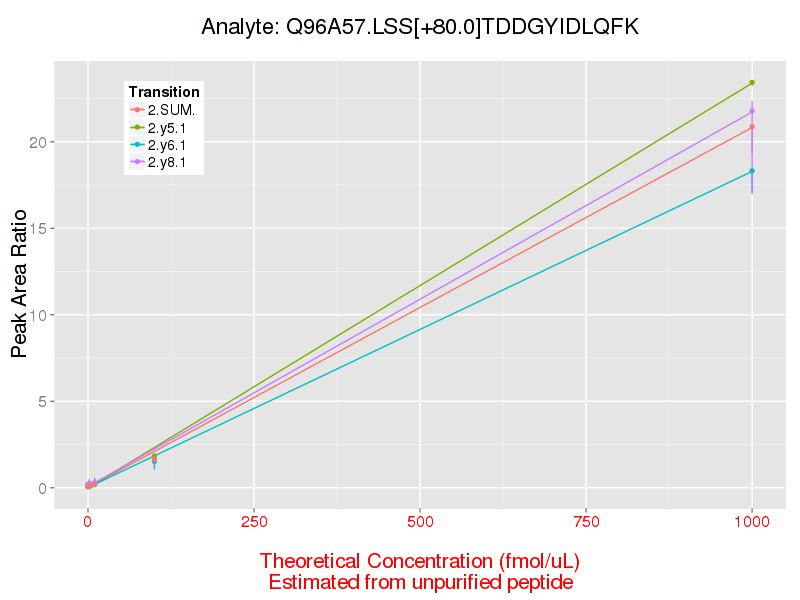 Analyte: Q96A57.LSS[+80.0]TDDGYIDLQFK
Transition
2.SUM.
2.y5.1
2.y6.1
2.y8.1
Peak Area Ratio
20
15
10
5
0
0 250 500 750 1000
Theoretical Concentration (fmol/uL)
Estimated from unpurified peptide